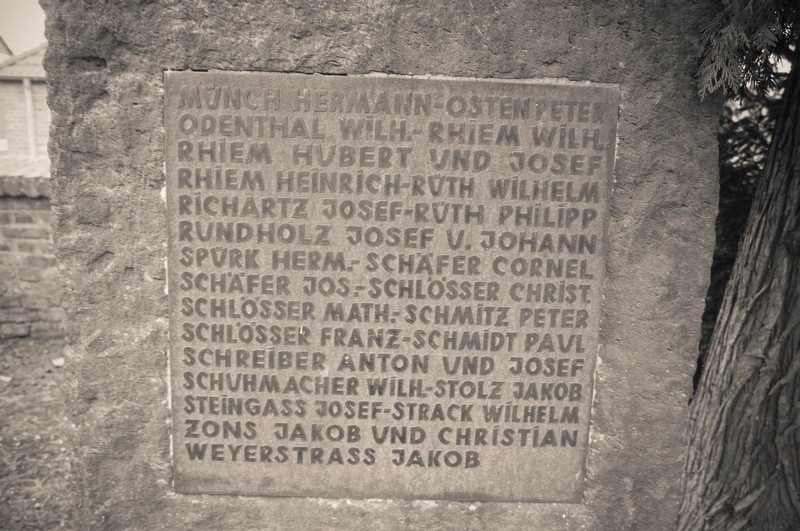 MÜNCH HERMANN-OSTEN PETER
ODENTHAL WILH.-RHIEM WILH.
RHIEM HUBERT UND JOSEF
RHIEM HEINRICH-RÜTH WILHELM
RICHARTZ JOSEF-RÜTH PHILIPP
RUNDHOLZ JOSEF U. JOHANN
SPÜRK HERM.-SCHÄFER CORNEL
SCHÄFER JOS.-SCHLÖSSER CHRIST.
SCHLÖSSER MATH.-SCHMITZ PETER
SCHLÖSSER FRANZ-SCHMIDT PAUL
SCHREIBER ANTON UND JOSEF
SCHUHMACHER WILH.-STOLZ JAKOB
STEINGASS JOSEF-STRACK WILHELM
ZONS JAKOB UND CHRISTIAN
WEYERSTRASS JAKOB